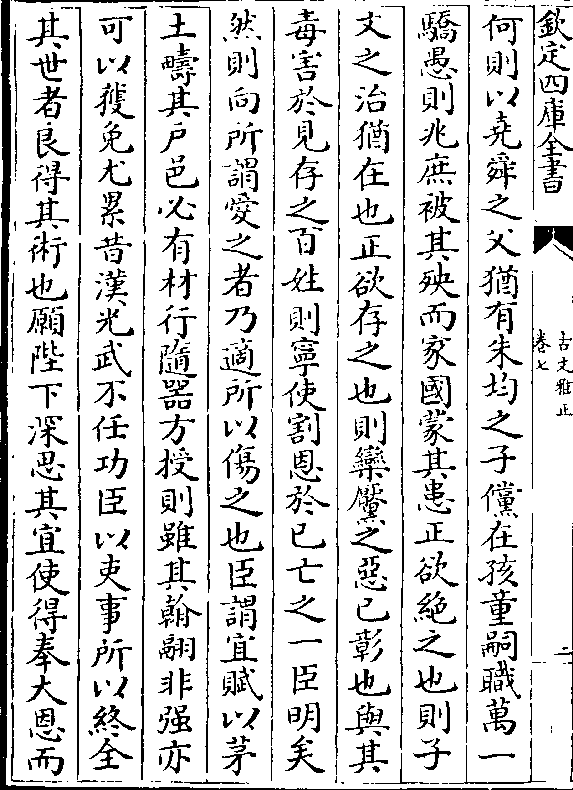 欽定四庫全書
古文雅正
卷七
二
何則以堯舜之父猶有朱均之子儻在孩童嗣職萬一
驕愚則兆庶被其殃而家國蒙其患正欲絶之也則子
文之治猶在也正欲存之也則欒黶之惡已彰也與其
毒害於見存之百姓則寧使割恩於已亡之一臣明矣
然則向所謂愛之者乃適所以傷之也臣謂宜賦以茅
土疇其户邑必有材行隨器方授則雖其翰翮非强亦
可以獲免尤累昔漢光武不任功臣以吏事所以終全
其世者良得其術也願陛下深思其宜使得奉大恩而